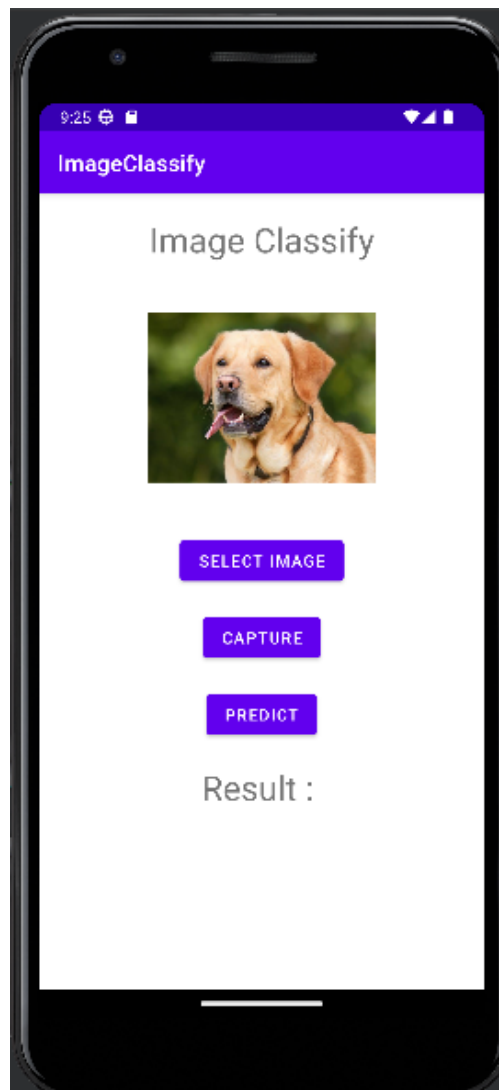 9:25
ImageClassify
Image Classify
SELECT IMAGE
CAPTURE
PREDICT
Result :